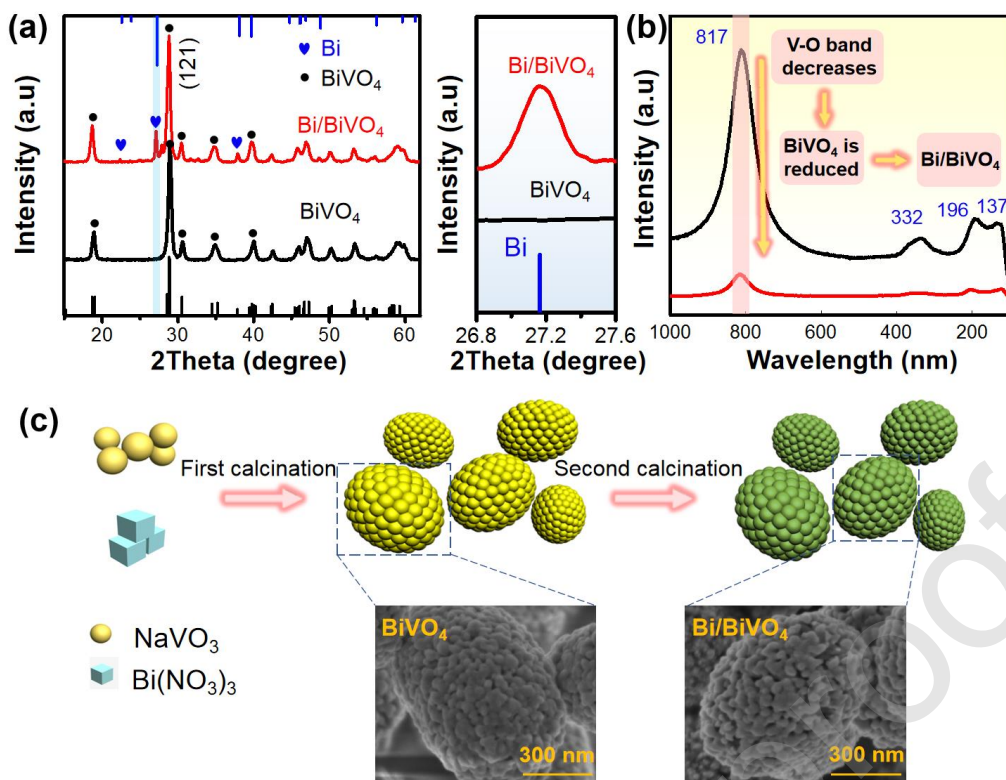 (a)
Intensity (a.u)
Bi
BiVO₄
(121)
Bi/BiVO₄
BiVO₄
20 30 40 50 60
2Theta (degree)
Intensity (a.u)
Bi/BiVO₄
BiVO₄
Bi
26.8 27.2 27.6
2Theta (degree)
(b)
Intensity (a.u)
817
V-O band
decreases
BiVO₄ is
reduced
Bi/BiVO₄
332
196
137
1000 800 600 400 200
Wavelength (nm)
(c)
First calcination
Second calcination
NaVO₃
Bi(NO₃)₃
BiVO₄
300 nm
Bi/BiVO₄
300 nm